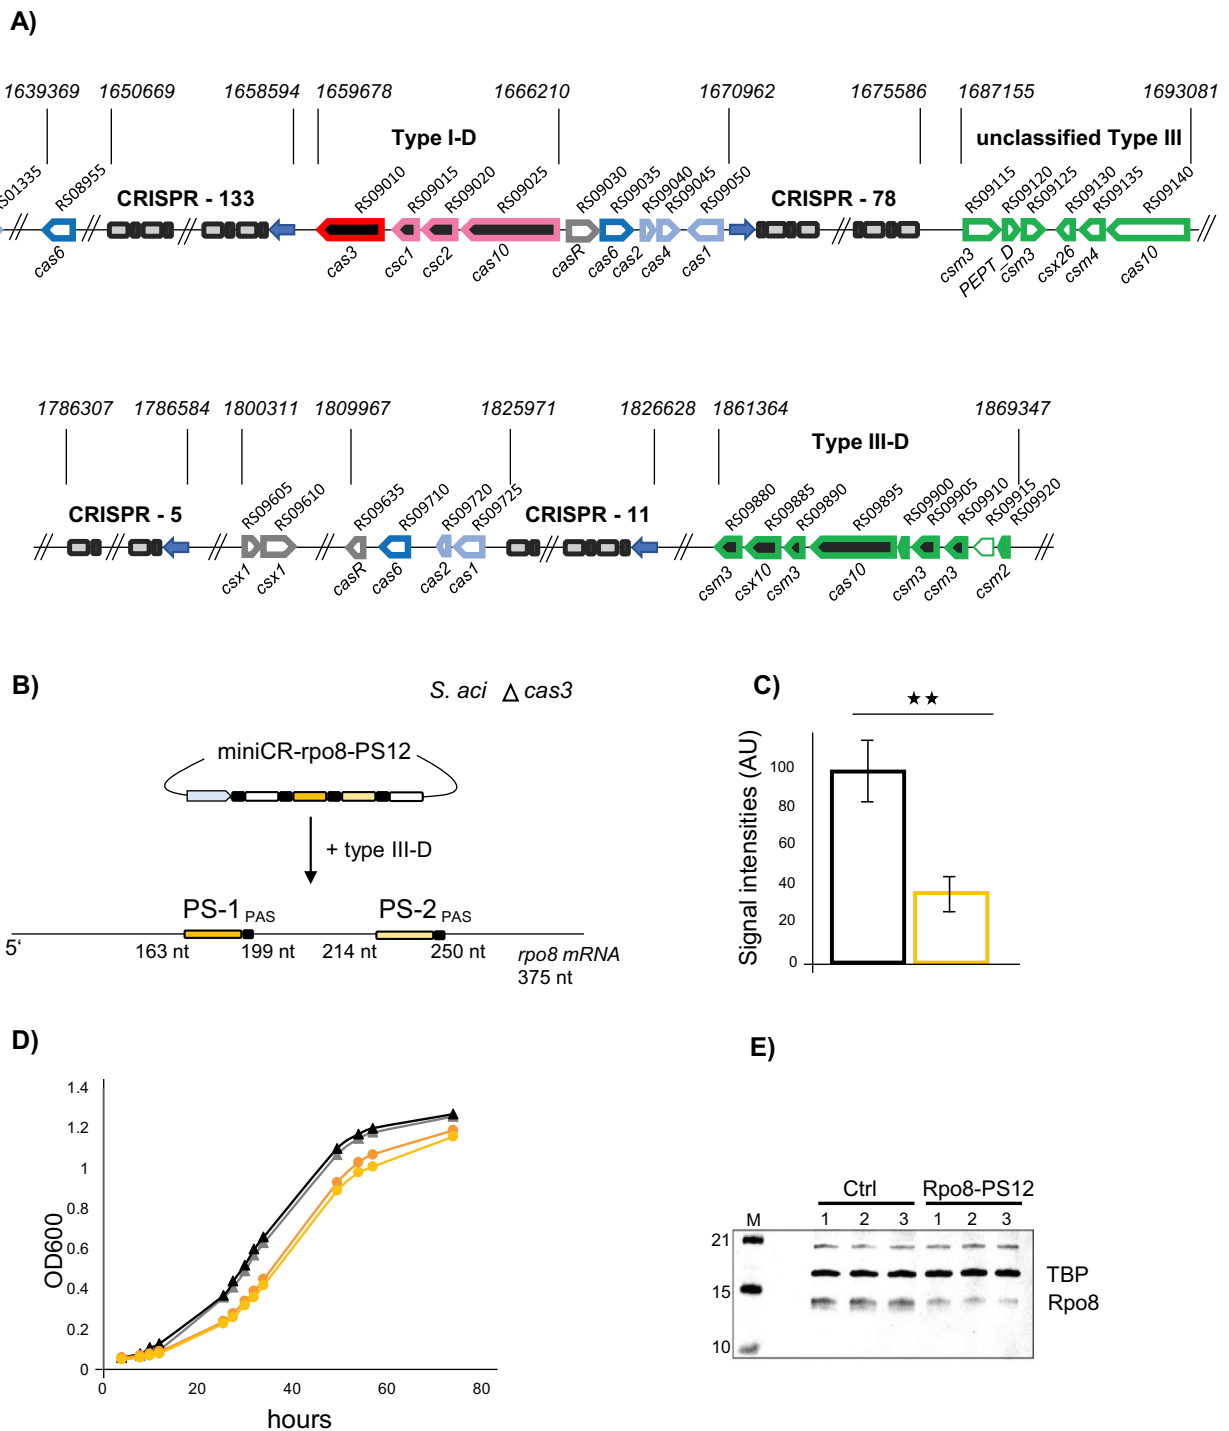 A)
1639369 1650669 1658594 1659678 1666210 1670962 1675586 1687155 1693081
Type I-D unclassified Type III
RS01335 RS08955 RS09010 RS09015 RS09020 RS09025 RS09030 RS09035 RS09040 RS09045 RS09050 RS09115 RS09120 RS09125 RS09130 RS09135 RS09140
CRISPR - 133 CRISPR - 78
cas6 cas3 csc1 csc2 cas10 casR cas6 cas2 cas4 cas1 csm3 PEPT_D csm3 csx26 csm4 cas10
1786307 1786584 1800311 1809967 1825971 1826628 1861364 1869347
Type III-D
RS09605 RS09610 RS09635 RS09710 RS09720 RS09725 RS09880 RS09885 RS09890 RS09895 RS09900 RS09905 RS09910 RS09915 RS09920
CRISPR - 5 CRISPR - 11
csx1 csx1 casR cas6 cas2 cas1 csm3 csx10 csm3 cas10 csm3 csm3 csm2
B)
S. aci Δ cas3
miniCR-rpo8-PS12
+ type III-D
PS-1 PAS PS-2 PAS
5‘
163 nt 199 nt 214 nt 250 nt rpo8 mRNA
375 nt
C)
★★
Signal intensities (AU)
100
80
60
40
20
0
D)
OD600
1.4
1.2
1
0.8
0.6
0.4
0.2
0
0 20 40 60 80
hours
E)
Ctrl Rpo8-PS12
M 1 2 3 1 2 3
21
TBP
15
Rpo8
10